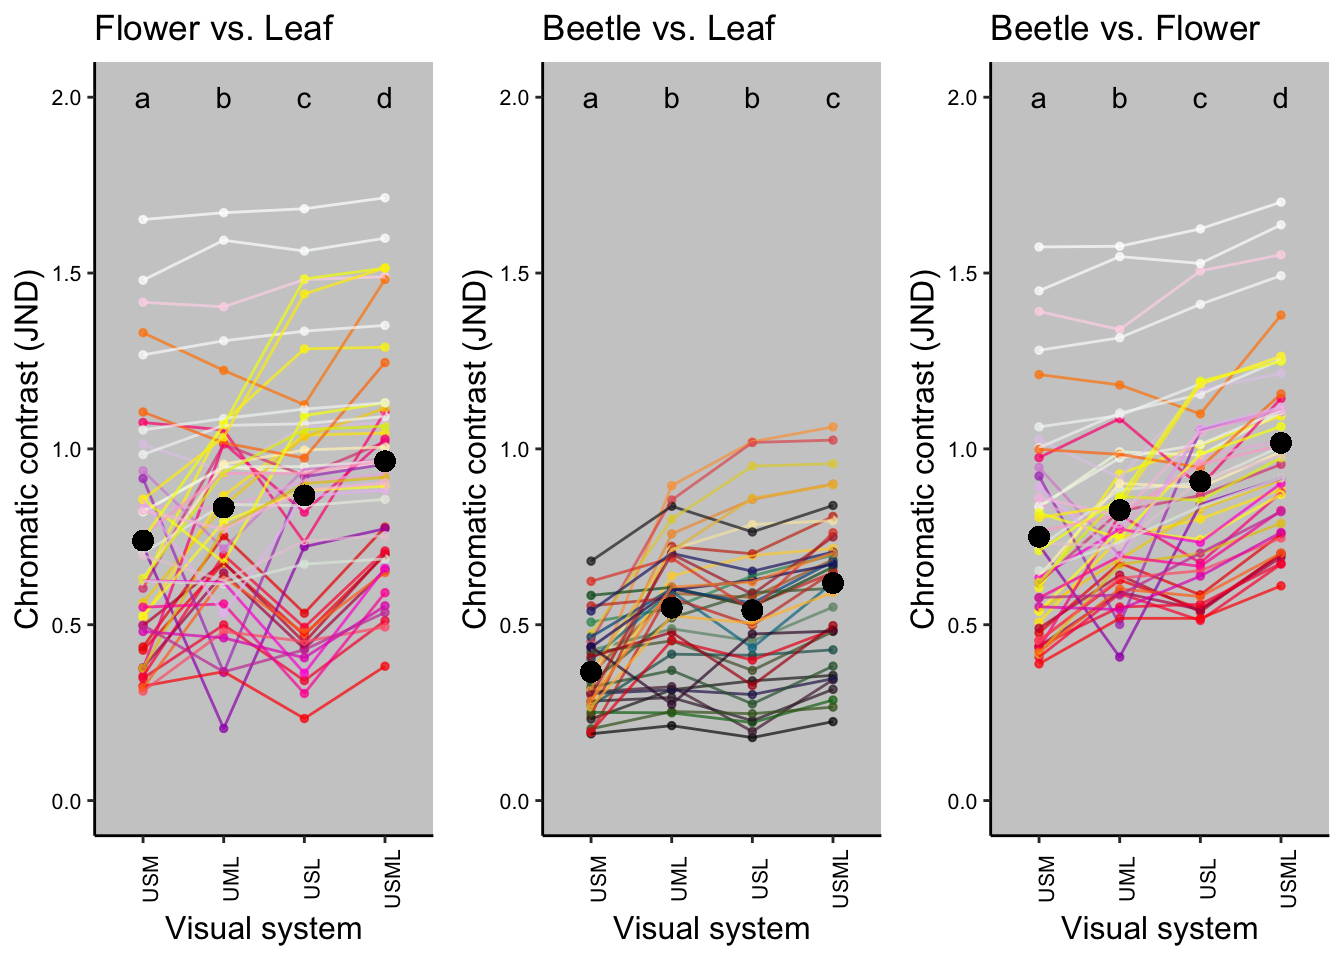 Flower vs. Leaf
Beetle vs. Leaf
Beetle vs. Flower
Chromatic contrast (JND)
2.0
1.5
1.0
0.5
0.0
a b c d
USM
UML
USL
USML
Visual system
Chromatic contrast (JND)
2.0
1.5
1.0
0.5
0.0
a b b c
USM
UML
USL
USML
Visual system
Chromatic contrast (JND)
2.0
1.5
1.0
0.5
0.0
a b c d
USM
UML
USL
USML
Visual system